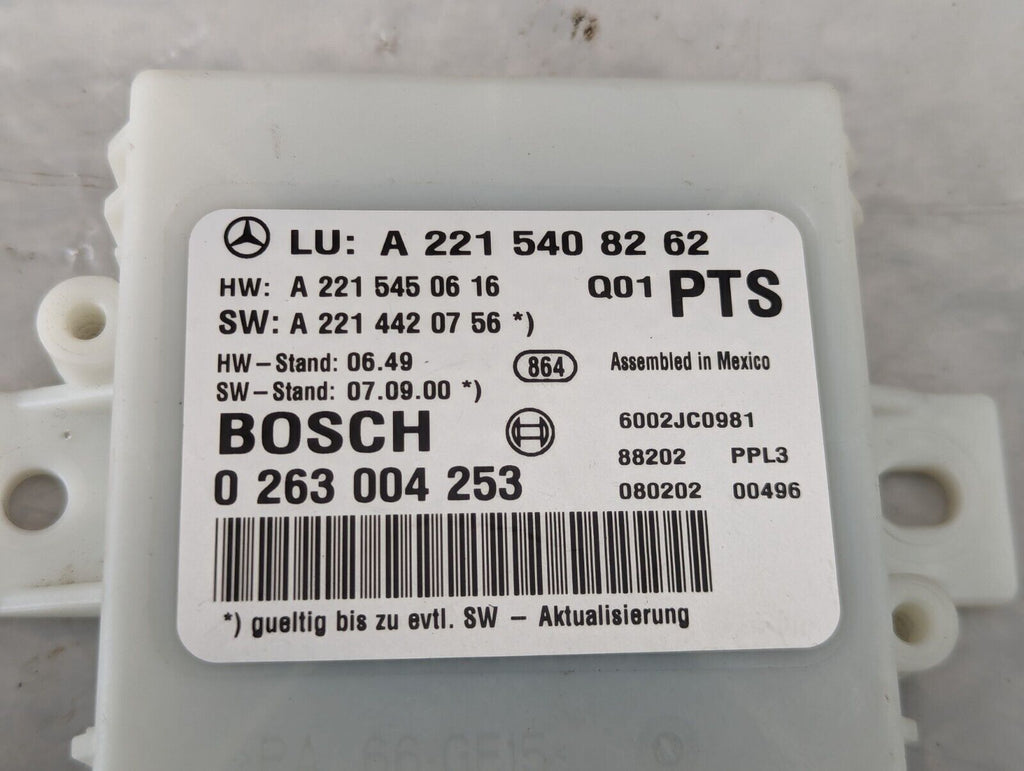 LU: A 221 540 82 62
HW: A 221 545 06 16 Q01 PTS
SW: A 221 442 07 56 *)
HW-Stand: 06.49 864 Assembled in Mexico
SW-Stand: 07.09.00 *)
BOSCH 6002JC0981
88202 PPL3
0 263 004 253 080202 00496
*) gueltig bis zu evtl. SW – Aktualisierung